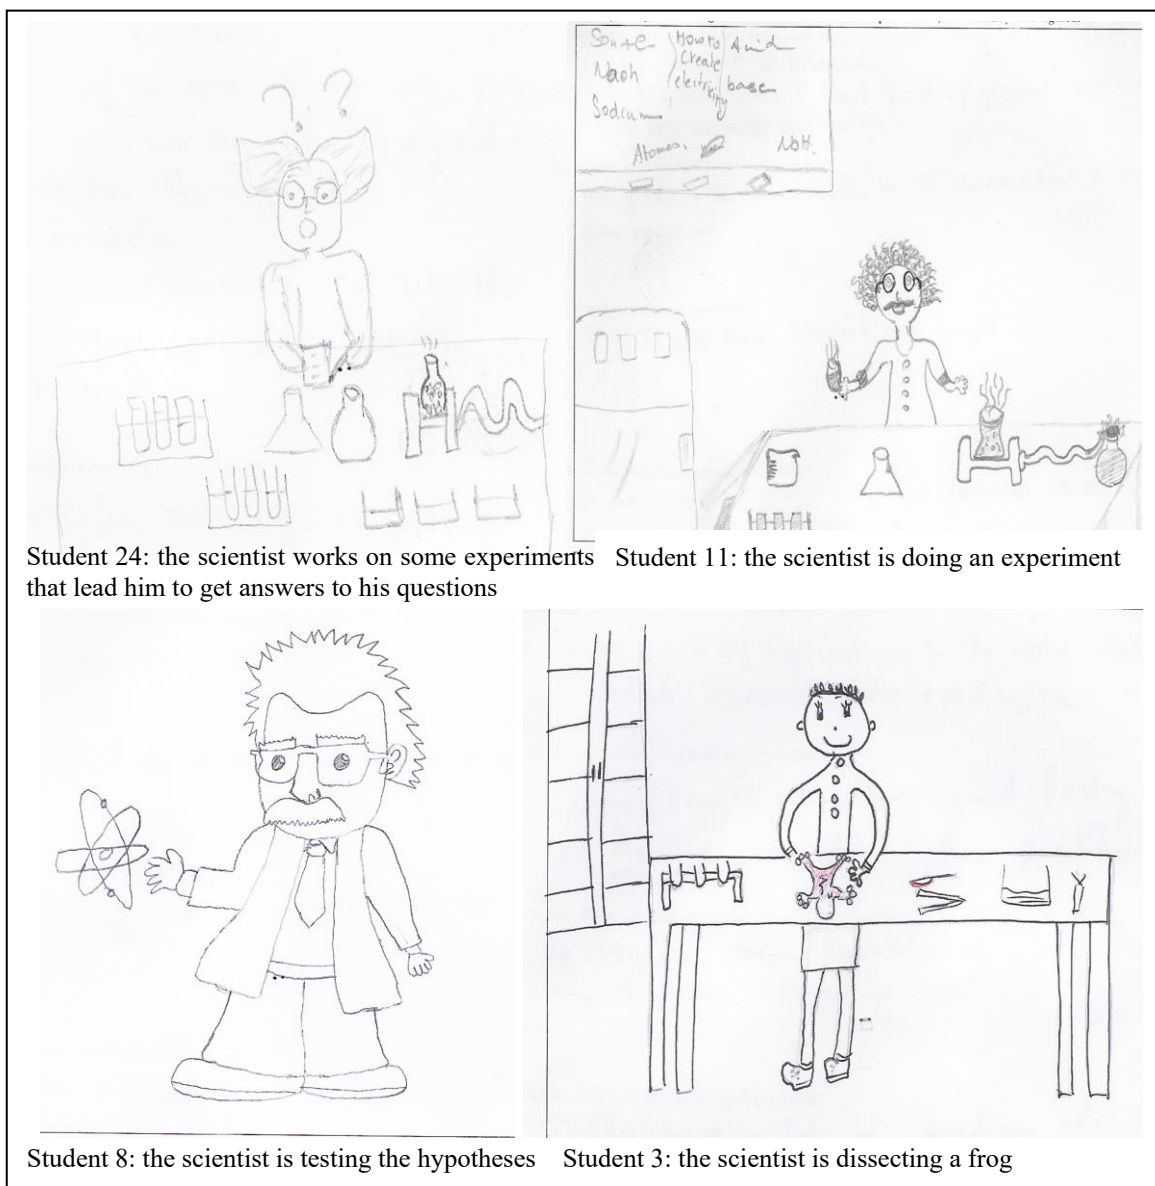 ? ?
Naoh
Sodium
How to
Create
electricity
Acid
base
Atomes.
NaH.
Student 24: the scientist works on some experiments
that lead him to get answers to his questions
Student 11: the scientist is doing an experiment
Student 8: the scientist is testing the hypotheses
Student 3: the scientist is dissecting a frog